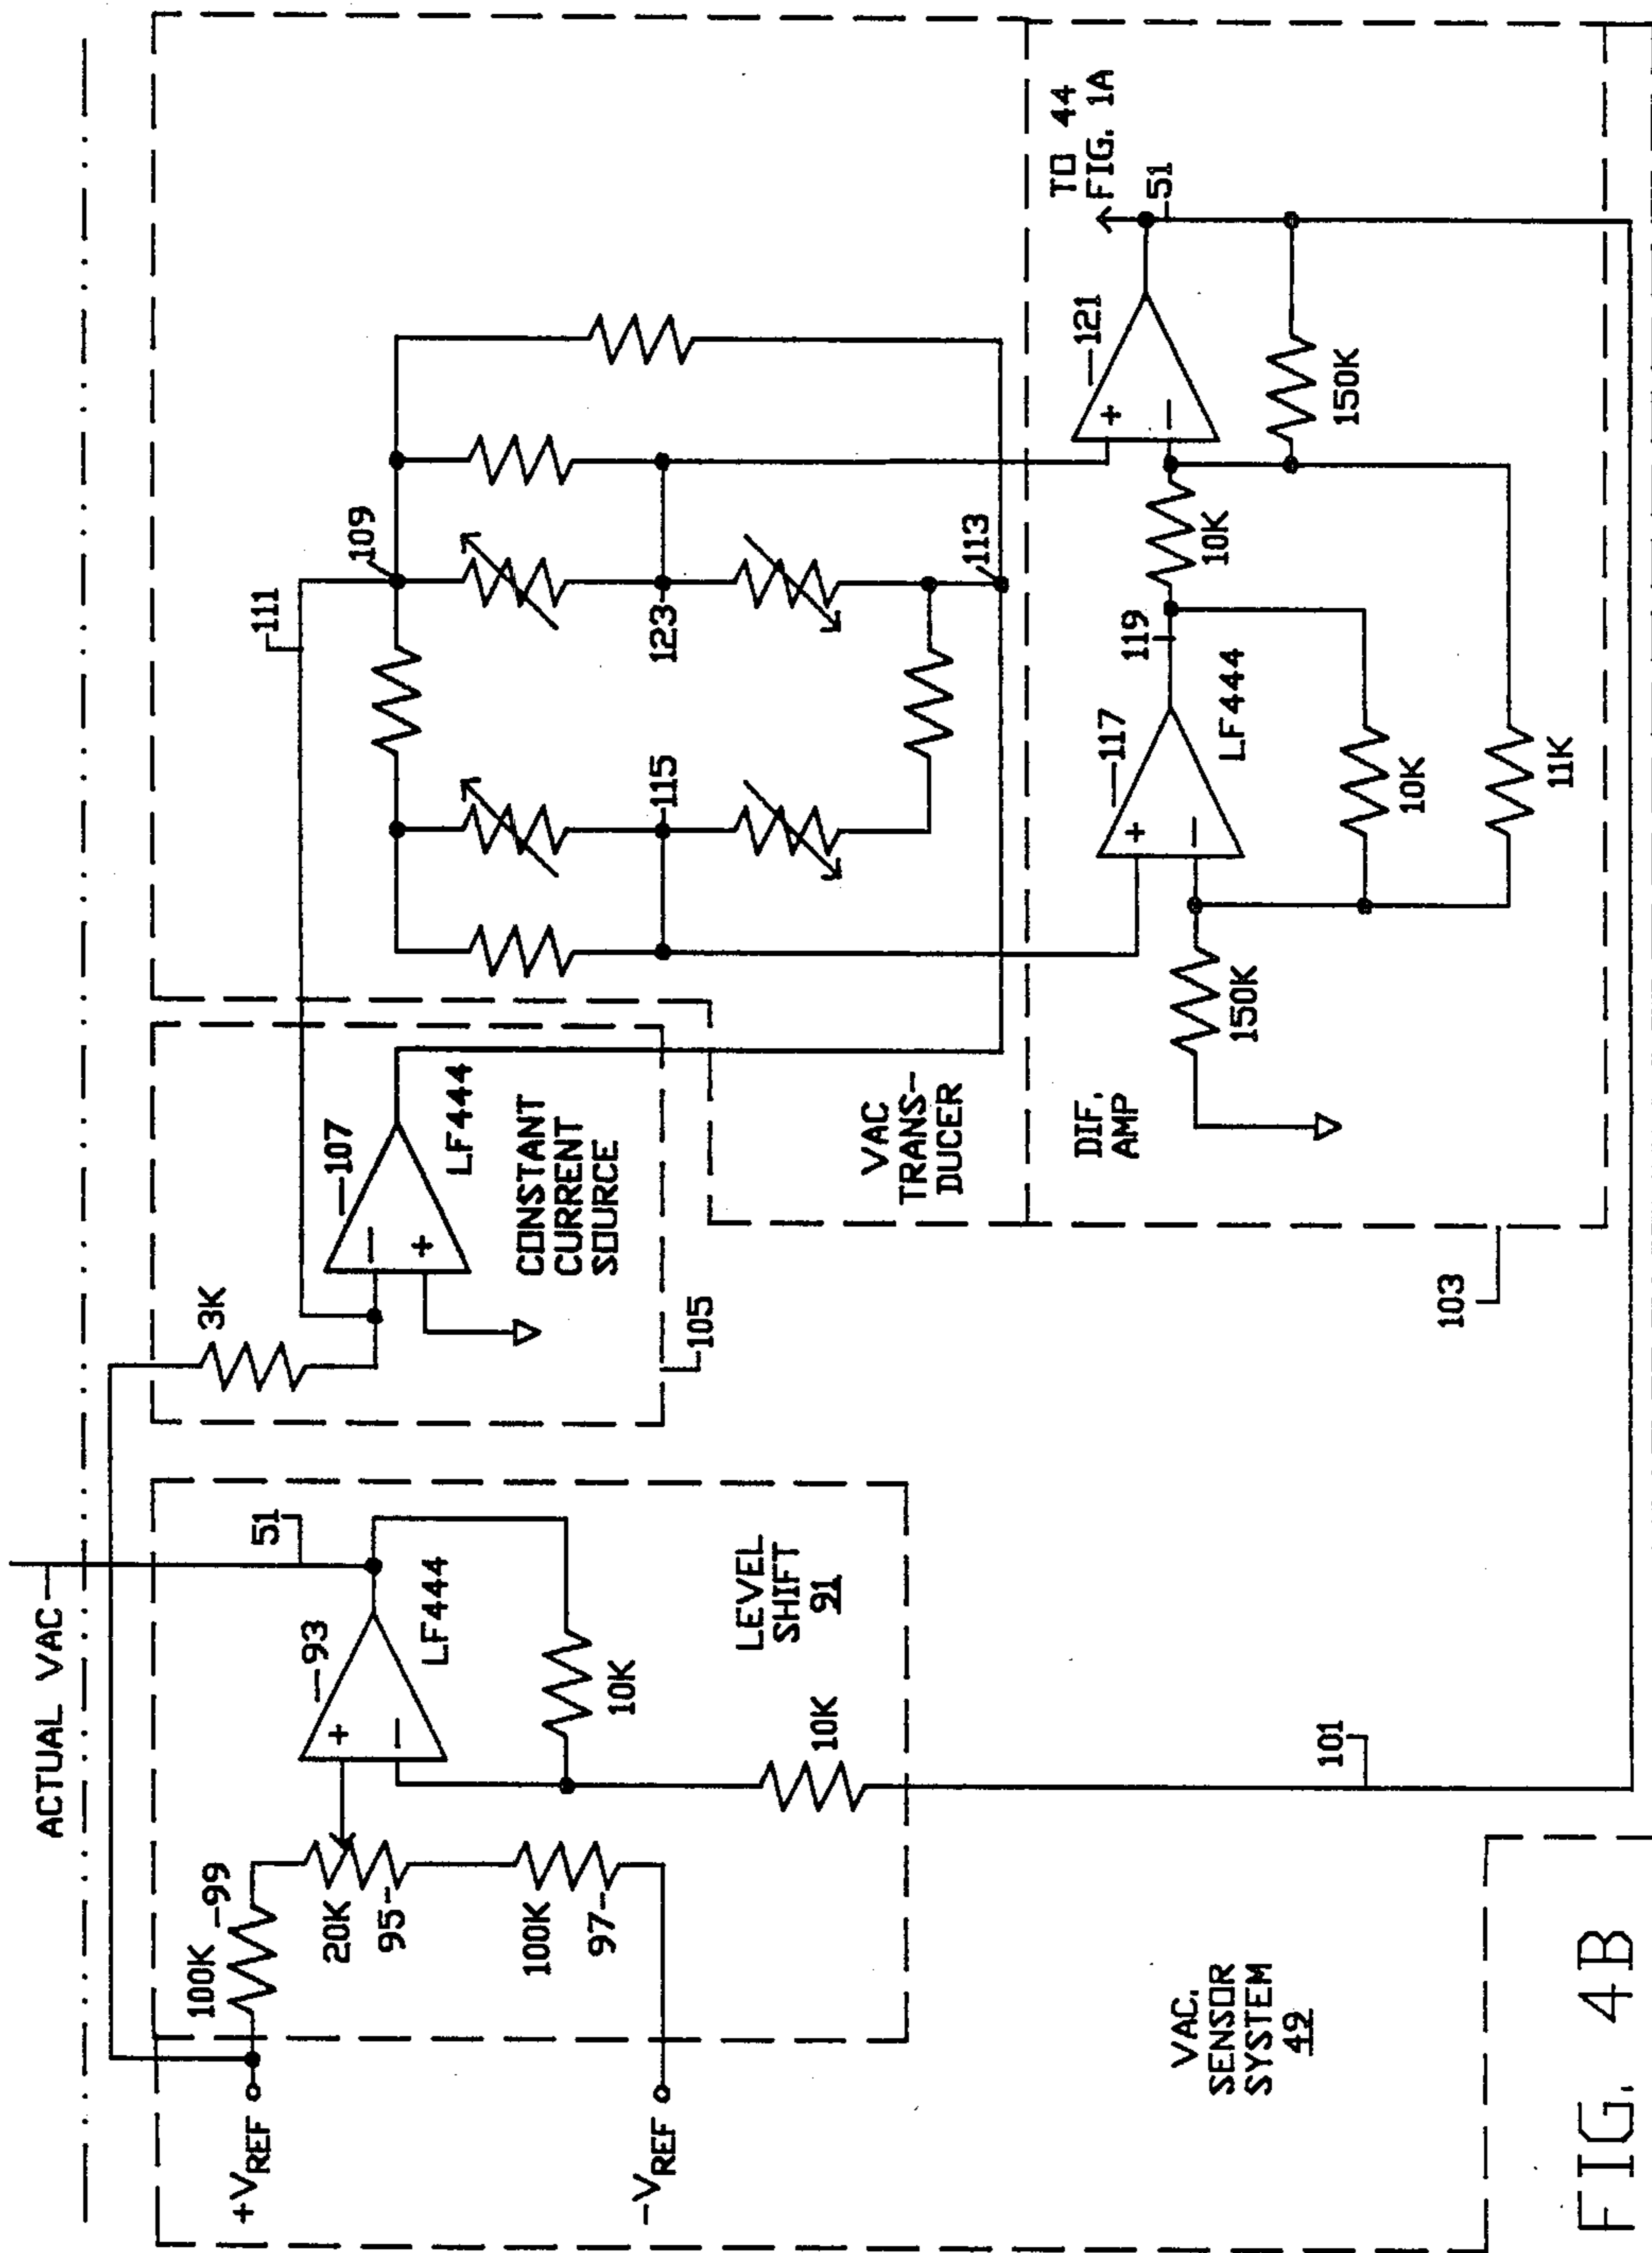 ACTUAL VAC
+VREF
100K
99
20K
95
100K
97
-VREF
+
-
93
LF444
51
10K
LEVEL
SHIFT
91
10K
101
3K
-
+
107
LF444
CONSTANT
CURRENT
SOURCE
105
111
109
115
123
113
VAC
TRANS-
DUCER
103
DIF.
AMP
150K
+
-
117
LF444
119
10K
11K
10K
+
-
121
150K
TO 44
FIG. 1A
51
VAC.
SENSOR
SYSTEM
49
FIG. 4B